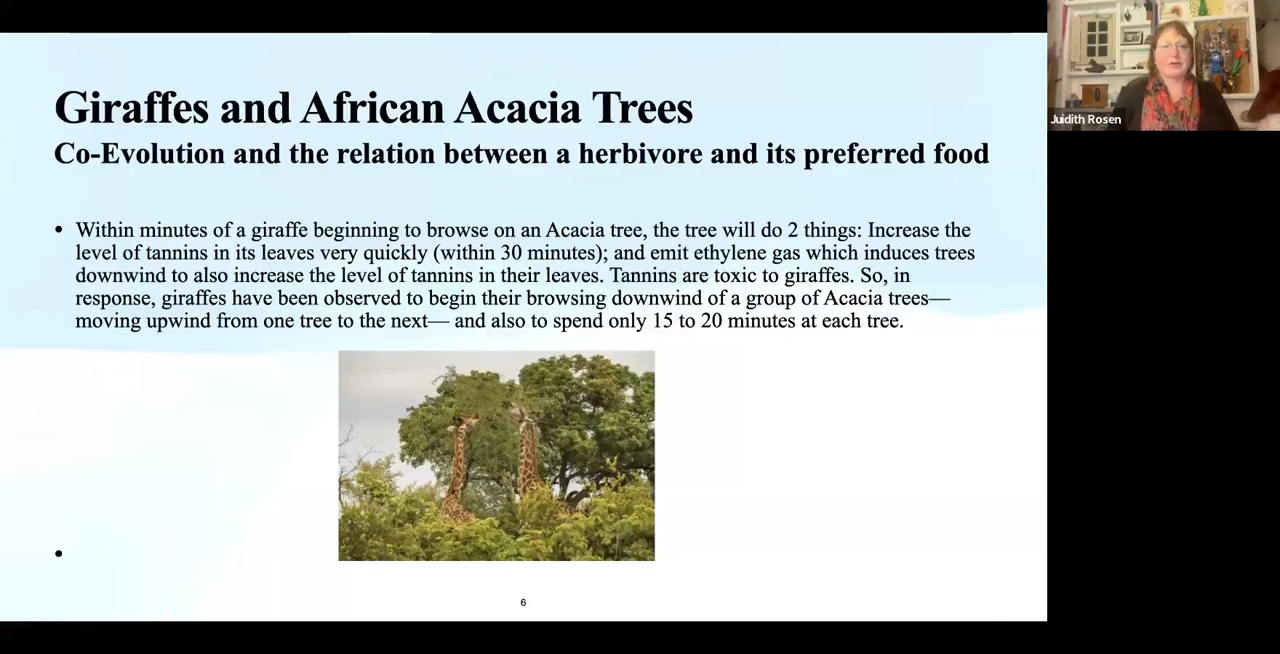 Giraffes and African Acacia Trees
Co-Evolution and the relation between a herbivore and its preferred food
• Within minutes of a giraffe beginning to browse on an Acacia tree, the tree will do 2 things: Increase the
level of tannins in its leaves very quickly (within 30 minutes); and emit ethylene gas which induces trees
downwind to also increase the level of tannins in their leaves. Tannins are toxic to giraffes. So, in
response, giraffes have been observed to begin their browsing downwind of a group of Acacia trees—
moving upwind from one tree to the next— and also to spend only 15 to 20 minutes at each tree.
•
6
Juidith Rosen